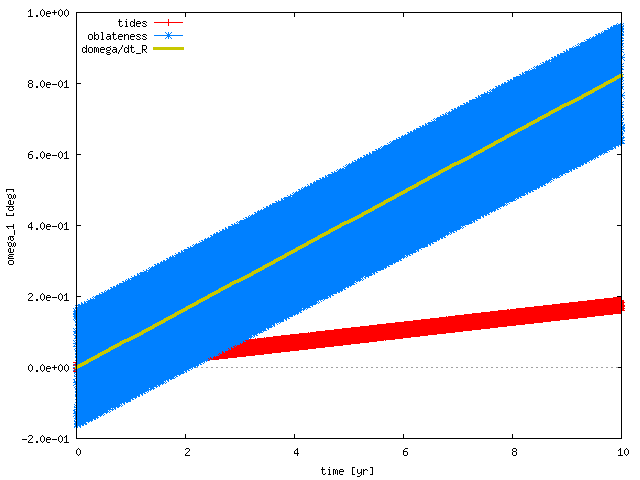 1.0e+00
tides
oblateness
domega/dt_R
8.0e-01
6.0e-01
omega_1 [deg]
4.0e-01
2.0e-01
0.0e+00
-2.0e-01
0 2 4 6 8 10
time [yr]